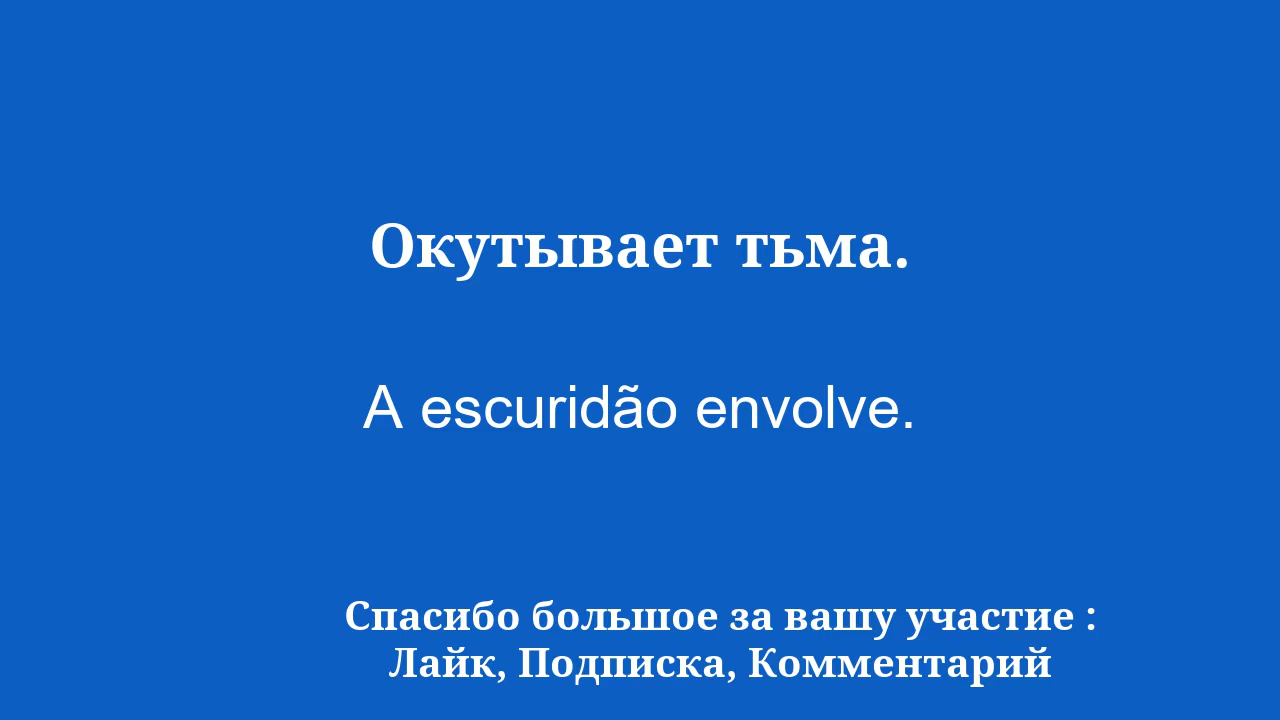 Окутывает тьма.
A escuridão envolve.
Спасибо большое за вашу участие :
Лайк, Подписка, Комментарий